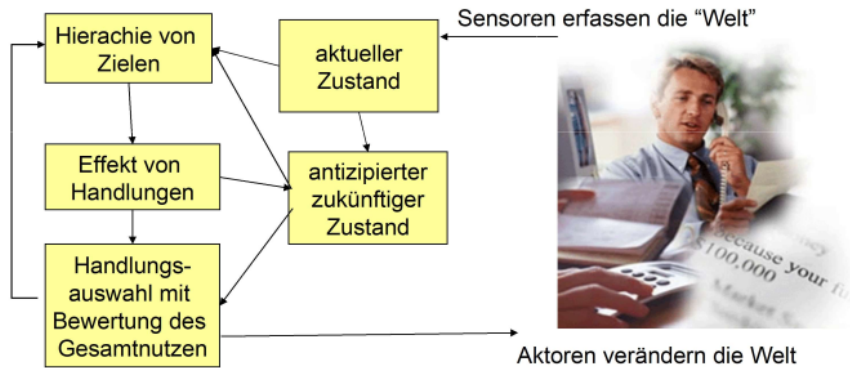 Sensoren erfassen die “Welt”
Hierachie von
Zielen
aktueller
Zustand
Effekt von
Handlungen
antizipierter
zukünftiger
Zustand
Handlungs-
auswahl mit
Bewertung des
Gesamtnutzen
Because your
$100,000
Market
Aktoren verändern die Welt